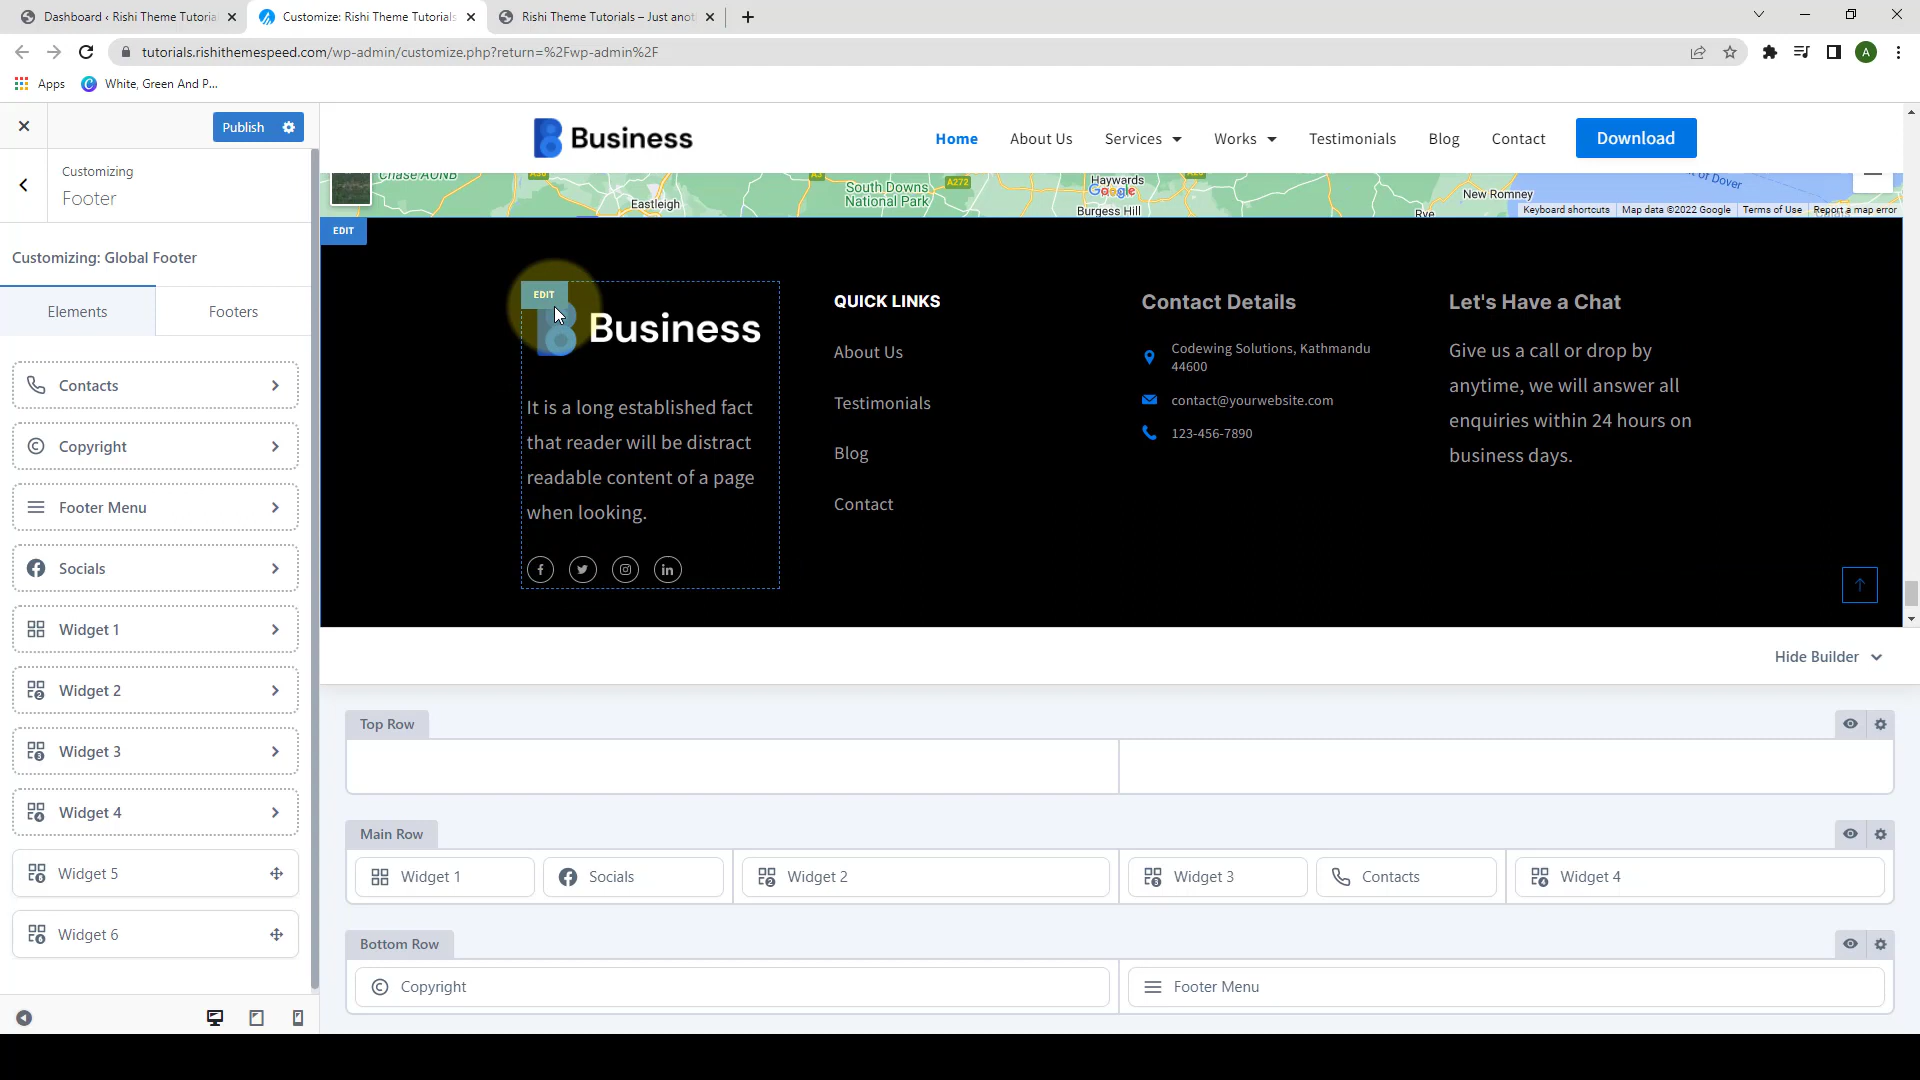 Dashboard ‹ Rishi Theme Tutoria
Customize: Rishi Theme Tutorials
Rishi Theme Tutorials – Just anot
tutorials.rishithemespeed.com/wp-admin/customize.php?return=%2Fwp-admin%2F
A
Apps
White, Green And P...
Publish
Customizing
Footer
Customizing: Global Footer
Elements
Footers
Contacts
Copyright
Footer Menu
Socials
Widget 1
Widget 2
Widget 3
Widget 4
Widget 5
Widget 6
Business
Home
About Us
Services
Works
Testimonials
Blog
Contact
Download
Chase AONB
Eastleigh
South Downs
National Park
A272
Haywards
Google
Burgess Hill
Rye
New Romney
of Dover
Keyboard shortcuts
Map data ©2022 Google
Terms of Use
Report a map error
EDIT
EDIT
Business
It is a long established fact
that reader will be distract
readable content of a page
when looking.
QUICK LINKS
About Us
Testimonials
Blog
Contact
Contact Details
Codewing Solutions, Kathmandu
44600
contact@yourwebsite.com
123-456-7890
Let's Have a Chat
Give us a call or drop by
anytime, we will answer all
enquiries within 24 hours on
business days.
Hide Builder
Top Row
Main Row
Widget 1
Socials
Widget 2
Widget 3
Contacts
Widget 4
Bottom Row
Copyright
Footer Menu